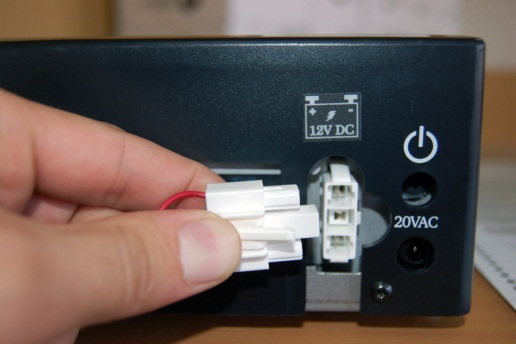 + -
12V DC
20VAC